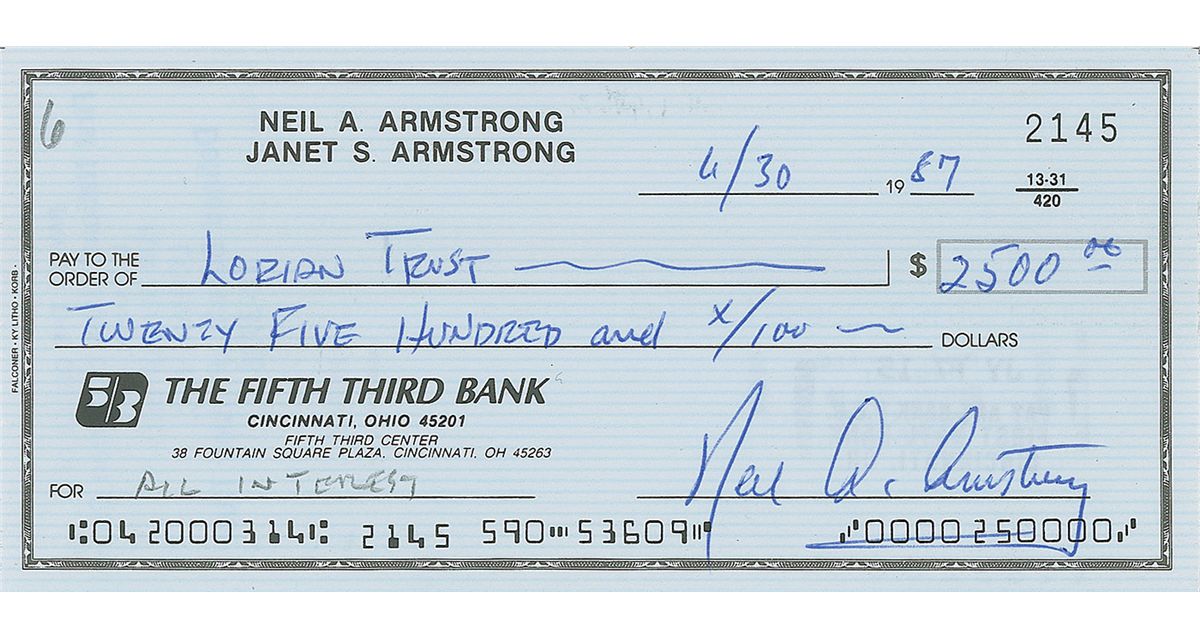 6
NEIL A. ARMSTRONG
JANET S. ARMSTRONG
2145
6/30 19 87
13-31
420
PAY TO THE
ORDER OF LORIAN TRUST $ 2500 00
TWENTY FIVE HUNDRED and x/100 DOLLARS
53 THE FIFTH THIRD BANK
CINCINNATI, OHIO 45201
FIFTH THIRD CENTER
38 FOUNTAIN SQUARE PLAZA, CINCINNATI, OH 45263
FOR ALL INTEREST
Neil A. Armstrong
⑆042000314⑆ 2145 590⑉53609⑈ ⑇0000250000⑇
FALCONER • KY LITHO • KORB •